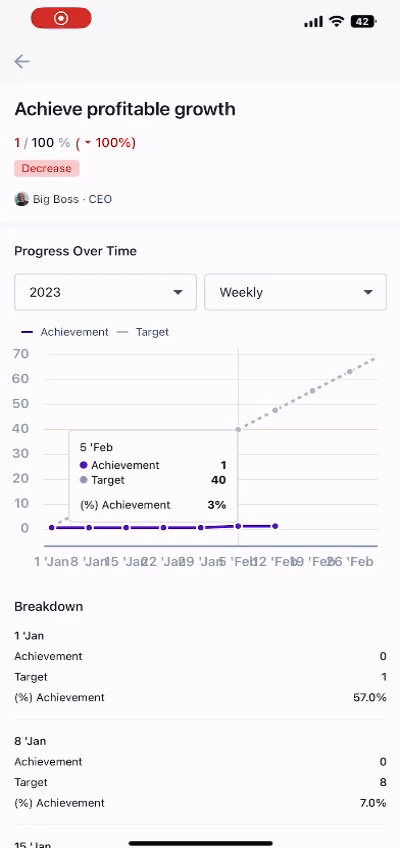 42
Achieve profitable growth
1 / 100 % ( 100%)
Decrease
Big Boss · CEO
Progress Over Time
2023 Weekly
Achievement Target
70
60
50
40
30
20
10
0
5 'Feb
Achievement 1
Target 40
(%) Achievement 3%
1 'Jan 8 'Jan 15 'Jan 22 'Jan 29 'Jan 5 'Feb 12 'Feb 19 'Feb 26 'Feb
Breakdown
1 'Jan
Achievement 0
Target 1
(%) Achievement 57.0%
8 'Jan
Achievement 0
Target 8
(%) Achievement 7.0%
15 'Jan